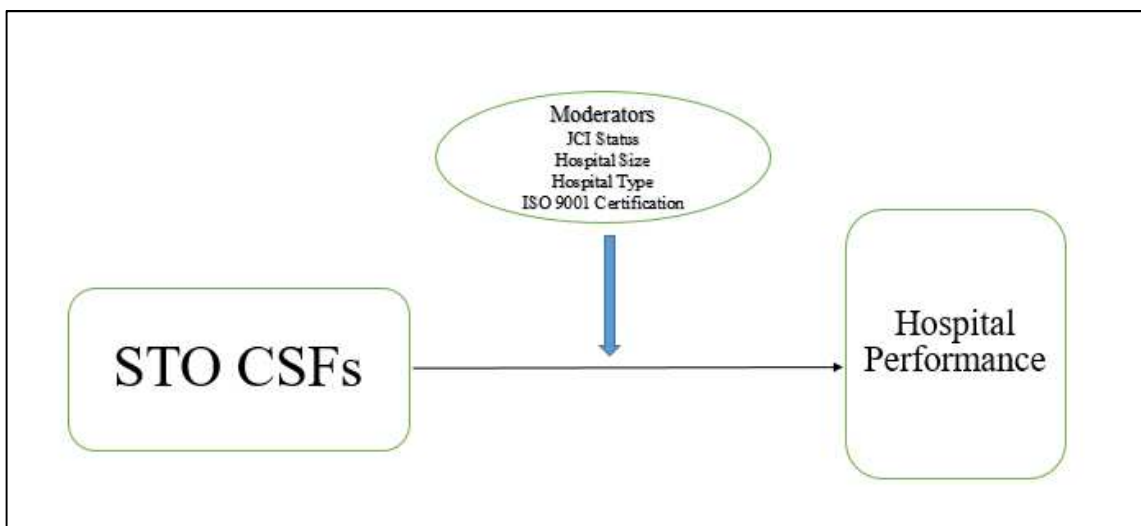 Moderators
JCI Status
Hospital Size
Hospital Type
ISO 9001 Certification
STO CSFs
Hospital
Performance